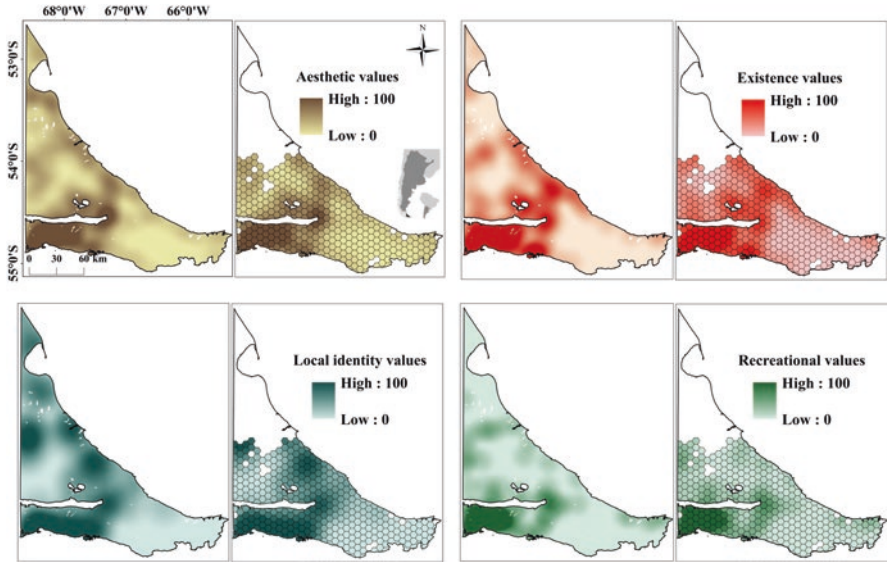 68°0'W 67°0'W 66°0'W
53°0'S
54°0'S
55°0'S
N
Aesthetic values
High : 100
Low : 0
0 30 60 km
Existence values
High : 100
Low : 0
Local identity values
High : 100
Low : 0
Recreational values
High : 100
Low : 0